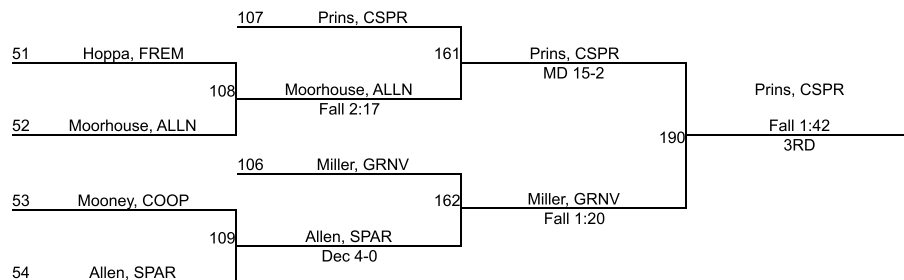 107 Prins, CSPR
51 Hoppa, FREM
161 Prins, CSPR
MD 15-2
108 Moorhouse, ALLN
Fall 2:17
Prins, CSPR
52 Moorhouse, ALLN
Fall 1:42
190
3RD
106 Miller, GRNV
53 Mooney, COOP
162 Miller, GRNV
Fall 1:20
109 Allen, SPAR
Dec 4-0
54 Allen, SPAR